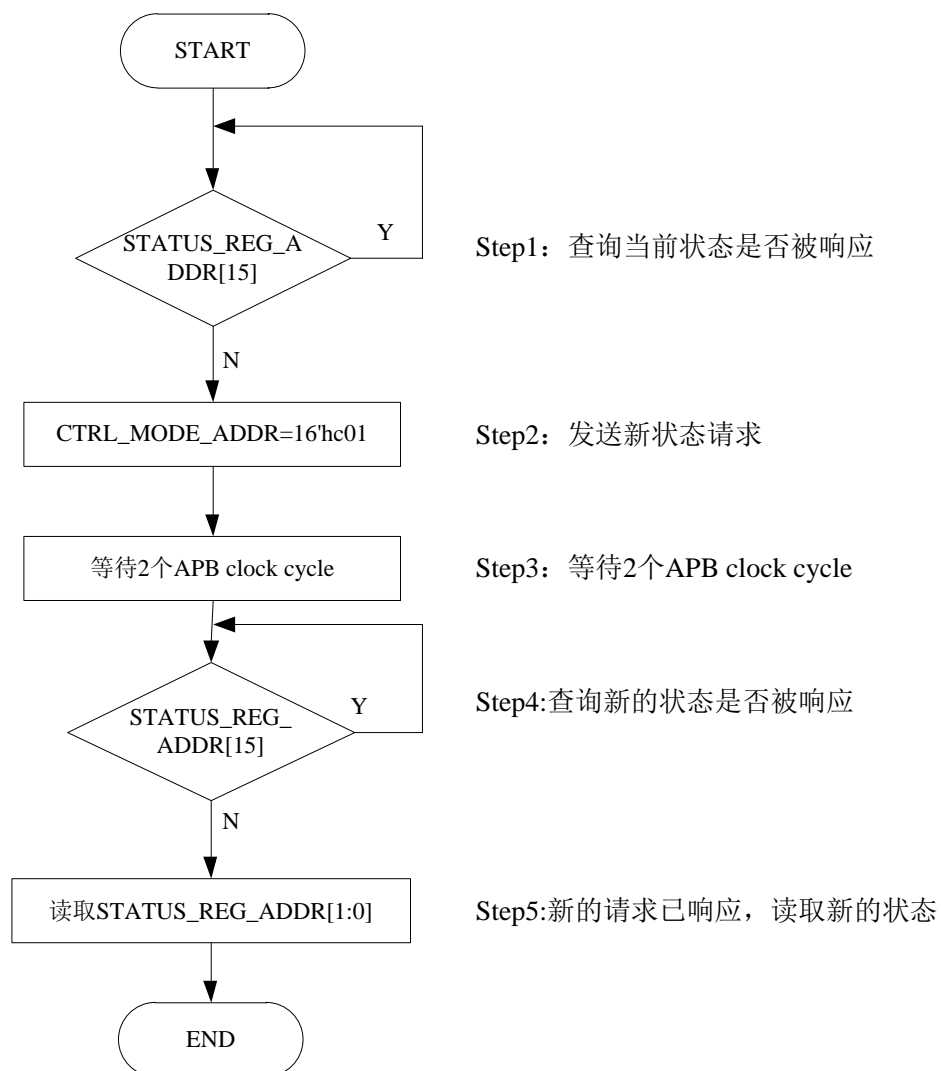 START
STATUS_REG_A
DDR[15]
Y
Step1：查询当前状态是否被响应
N
CTRL_MODE_ADDR=16'hc01
Step2：发送新状态请求
等待2个APB clock cycle
Step3：等待2个APB clock cycle
STATUS_REG_
ADDR[15]
Y
Step4:查询新的状态是否被响应
N
读取STATUS_REG_ADDR[1:0]
Step5:新的请求已响应，读取新的状态
END